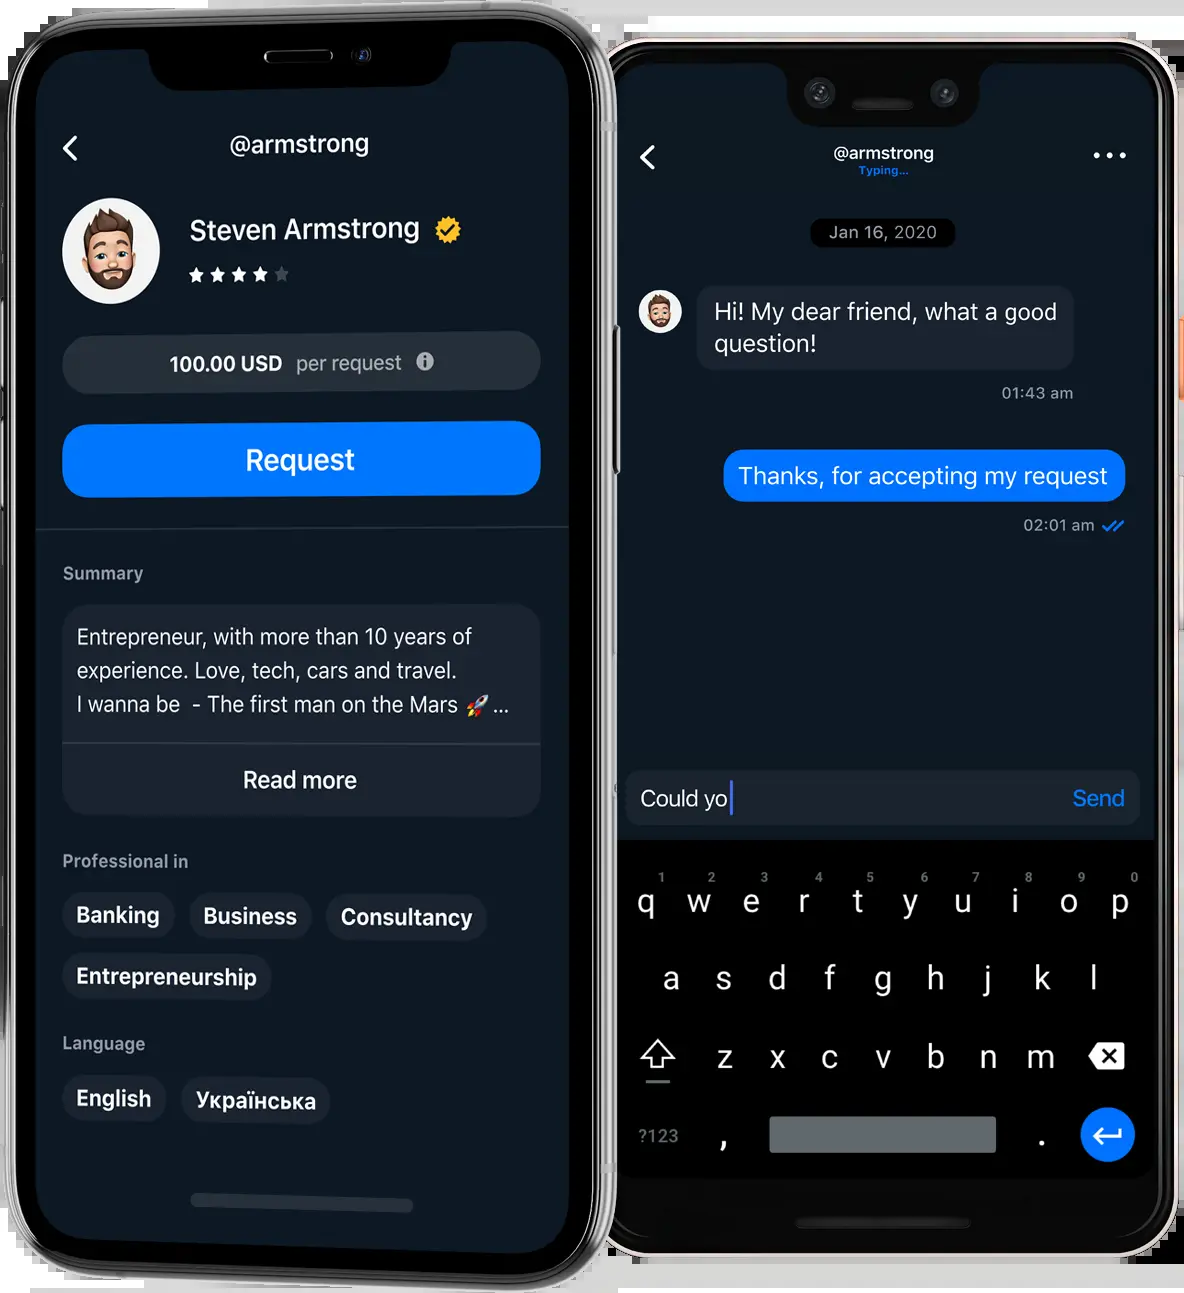 @armstrong
Steven Armstrong
100.00 USD per request
Request
Summary
Entrepreneur, with more than 10 years of
experience. Love, tech, cars and travel.
I wanna be - The first man on the Mars 🚀 ...
Read more
Professional in
Banking Business Consultancy
Entrepreneurship
Language
English Українська
@armstrong
Typing...
Jan 16, 2020
Hi! My dear friend, what a good
question!
01:43 am
Thanks, for accepting my request
02:01 am
Could yo
Send
1 2 3 4 5 6 7 8 9 0
q w e r t y u i o p
a s d f g h j k l
z x c v b n m
?123 , .